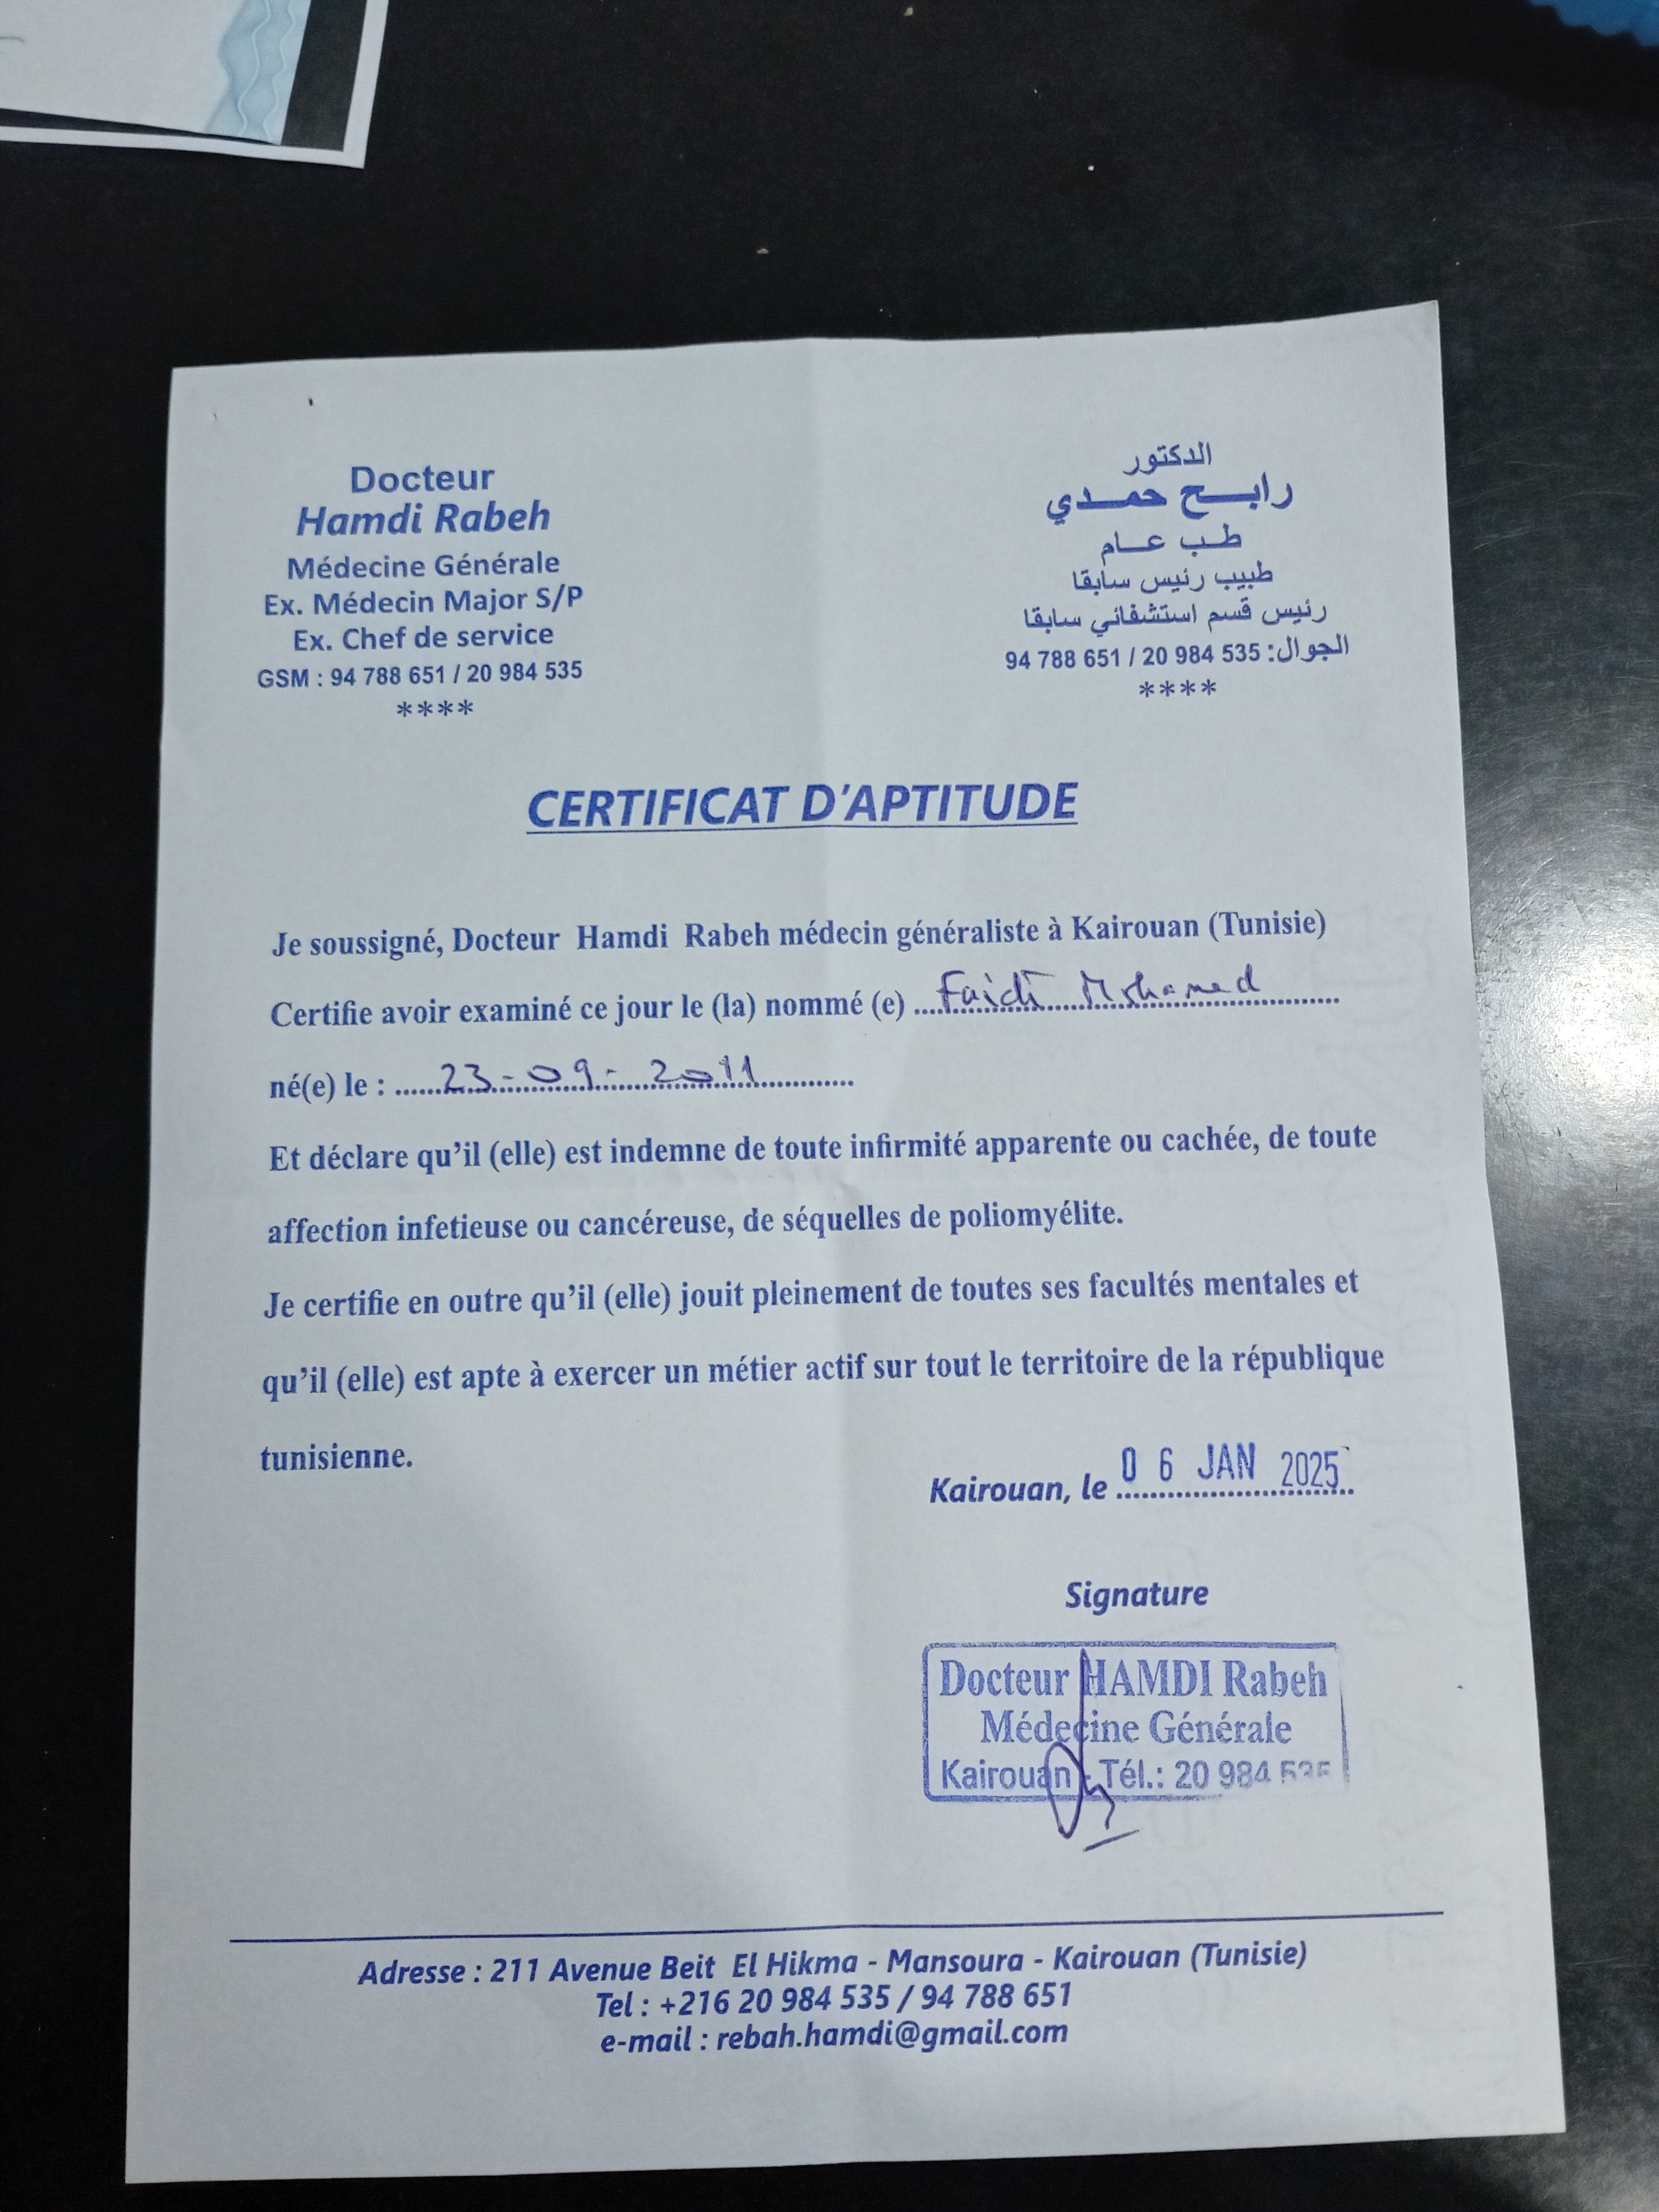 Docteur
Hamdi Rabeh
Médecine Générale
Ex. Médecin Major S/P
Ex. Chef de service
GSM : 94 788 651 / 20 984 535
****
الدكتور
رابح حمدي
طب عام
طبيب رئيس سابقا
رئيس قسم استشفائي سابقا
الجوال: 535 984 20 / 651 788 94
****
CERTIFICAT D'APTITUDE
Je soussigné, Docteur Hamdi Rabeh médecin généraliste à Kairouan (Tunisie)
Certifie avoir examiné ce jour le (la) nommé (e) Faidi Mohamed
né(e) le : 23-09-2011
Et déclare qu'il (elle) est indemne de toute infirmité apparente ou cachée, de toute
affection infetieuse ou cancéreuse, de séquelles de poliomyélite.
Je certifie en outre qu'il (elle) jouit pleinement de toutes ses facultés mentales et
qu'il (elle) est apte à exercer un métier actif sur tout le territoire de la république
tunisienne.
Kairouan, le 06 JAN 2025
Signature
Docteur HAMDI Rabeh
Médecine Générale
Kairouan - Tél.: 20 984 535
Adresse : 211 Avenue Beit El Hikma - Mansoura - Kairouan (Tunisie)
Tel : +216 20 984 535 / 94 788 651
e-mail : rebah.hamdi@gmail.com